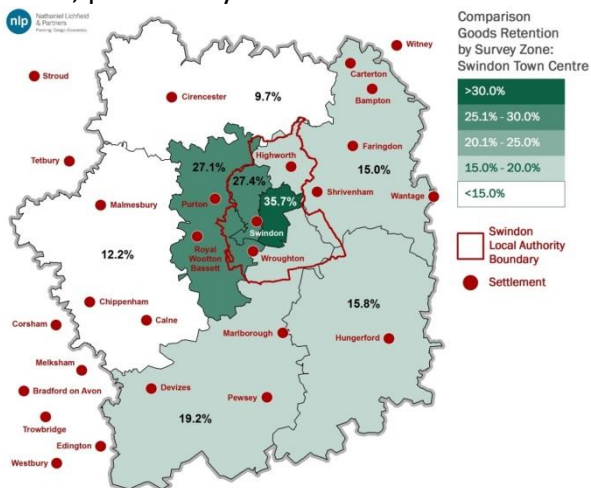 nlp
Nathaniel Lichfield
& Partners
Planning. Design. Economics.
Comparison
Goods Retention
by Survey Zone:
Swindon Town Centre
>30.0%
25.1% - 30.0%
20.1% - 25.0%
15.0% - 20.0%
<15.0%
Swindon
Local Authority
Boundary
Settlement
Witney
Stroud
Carterton
Bampton
Cirencester
9.7%
Faringdon
15.0%
Highworth
27.1%
27.4%
Tetbury
Shrivenham
Wantage
Malmesbury
Purton
35.7%
Swindon
12.2%
Royal
Wootton
Bassett
Wroughton
Chippenham
15.8%
Corsham
Calne
Marlborough
Hungerford
Melksham
Bradford on Avon
Devizes
Pewsey
Trowbridge
19.2%
Edington
Westbury